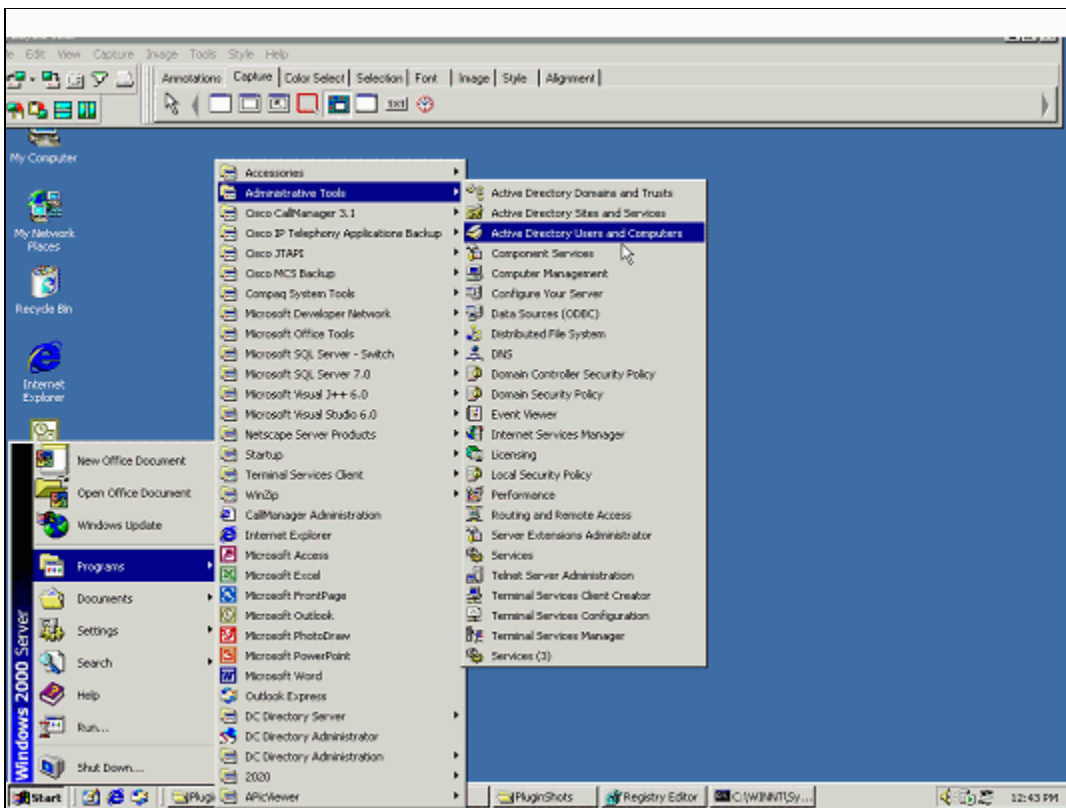 Edit View Capture Image Tools Style Help
Annotations Capture Color Select Selection Font Image Style Alignment
My Computer
My Network
Places
Recycle Bin
Internet
Explorer
New Office Document
Open Office Document
Windows Update
Programs
Documents
Settings
Search
Help
Run...
Shut Down...
Windows 2000 Server
Accessories
Administrative Tools
Cisco CallManager 3.1
Cisco IP Telephony Applications Backup
Cisco JTAPI
Cisco MCS Backup
Compaq System Tools
Microsoft Developer Network
Microsoft Office Tools
Microsoft SQL Server - Switch
Microsoft SQL Server 7.0
Microsoft Visual J++ 6.0
Microsoft Visual Studio 6.0
Netscape Server Products
Startup
Terminal Services Client
WinZip
CallManager Administration
Internet Explorer
Microsoft Access
Microsoft Excel
Microsoft FrontPage
Microsoft Outlook
Microsoft PhotoDraw
Microsoft PowerPoint
Microsoft Word
Outlook Express
DC Directory Server
DC Directory Administrator
DC Directory Administration
2020
APicViewer
Active Directory Domains and Trusts
Active Directory Sites and Services
Active Directory Users and Computers
Component Services
Computer Management
Configure Your Server
Data Sources (ODBC)
Distributed File System
DNS
Domain Controller Security Policy
Domain Security Policy
Event Viewer
Internet Services Manager
Licensing
Local Security Policy
Performance
Routing and Remote Access
Server Extensions Administrator
Services
Telnet Server Administration
Terminal Services Client Creator
Terminal Services Configuration
Terminal Services Manager
Services (3)
Start Plugi PluginShots Registry Editor C:\WINNT\Sy... 12:43 PM